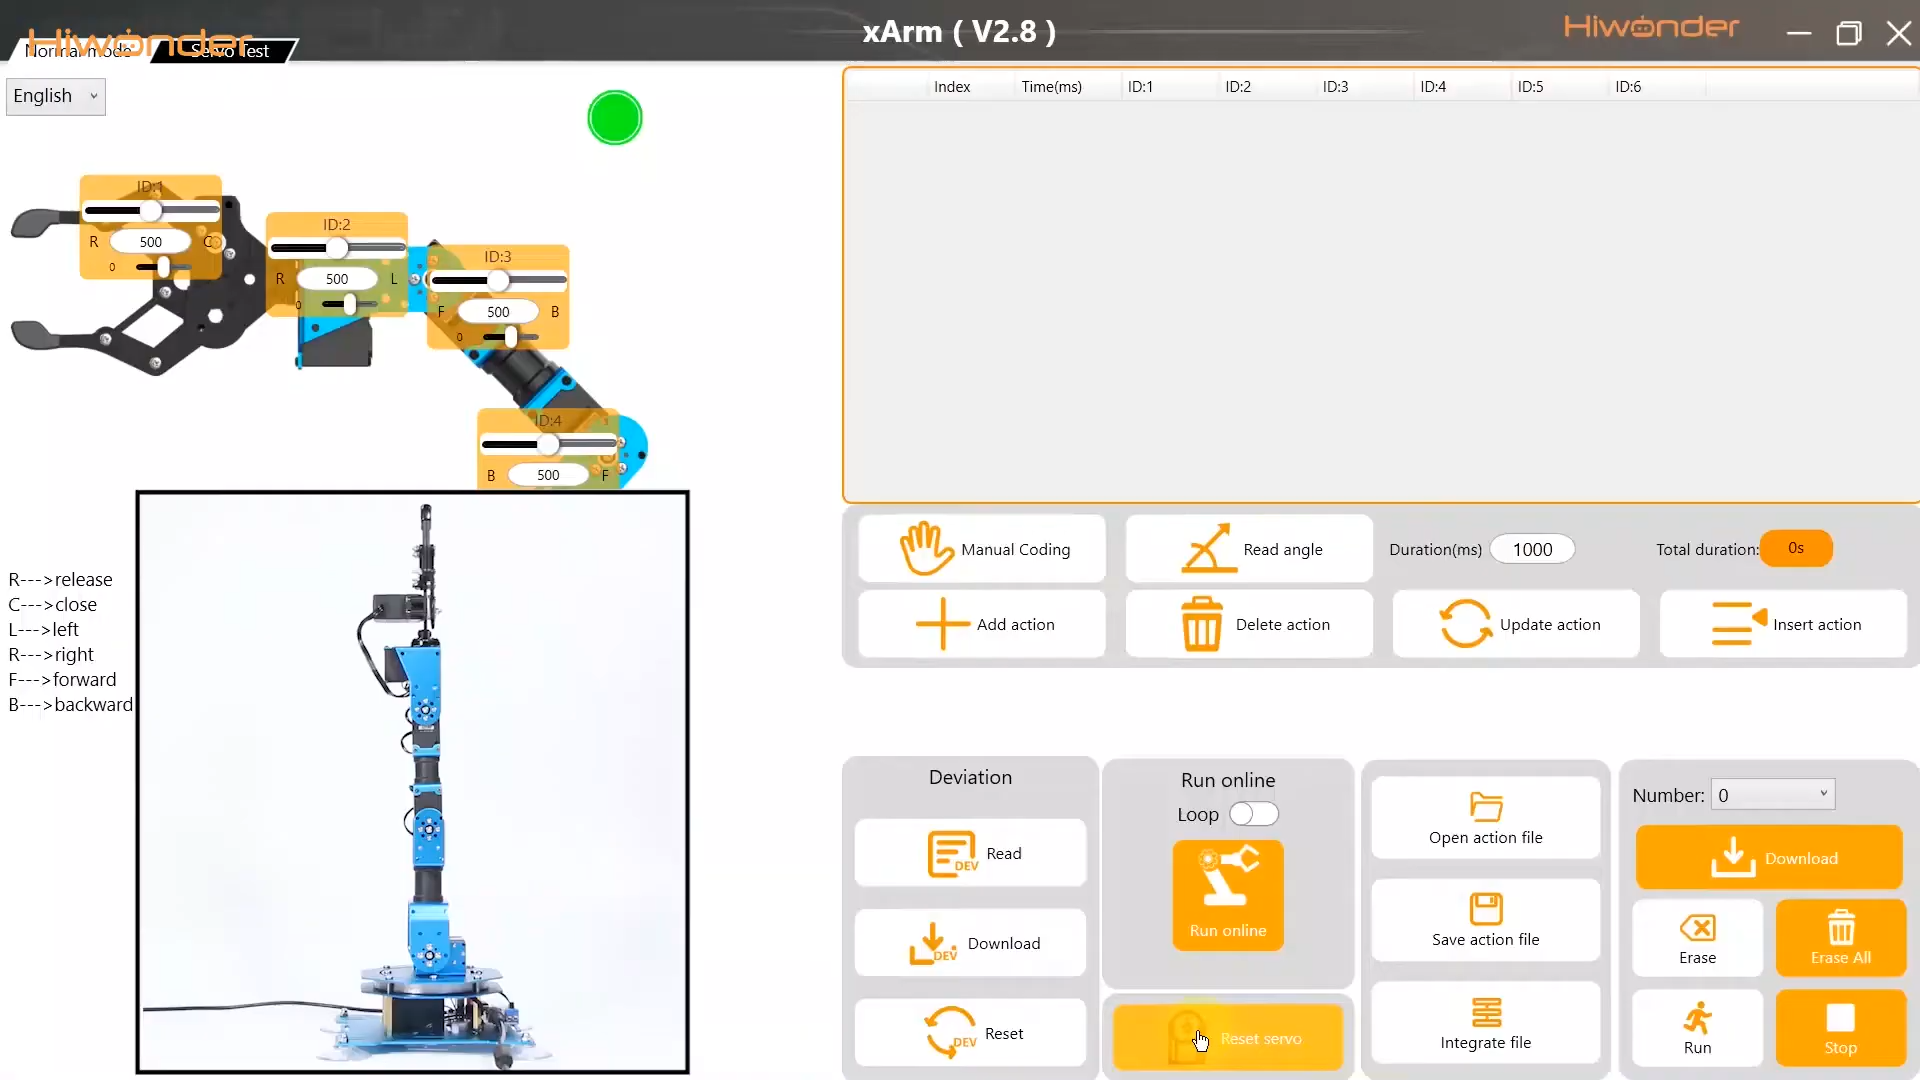 Hiwonder
xArm ( V2.8 )
Hiwonder
Normal mode
Servo Test
English
Index Time(ms) ID:1 ID:2 ID:3 ID:4 ID:5 ID:6
ID:1
R 500 C
0
ID:2
R 500 L
0
ID:3
F 500 B
0
ID:4
B 500 F
R--->release
C--->close
L--->left
R--->right
F--->forward
B--->backward
Manual Coding
Read angle
Duration(ms) 1000
Total duration: 0s
Add action
Delete action
Update action
Insert action
Deviation
DEV Read
DEV Download
DEV Reset
Run online
Loop
Run online
Reset servo
Open action file
Save action file
Integrate file
Number: 0
Download
Erase
Erase All
Run
Stop